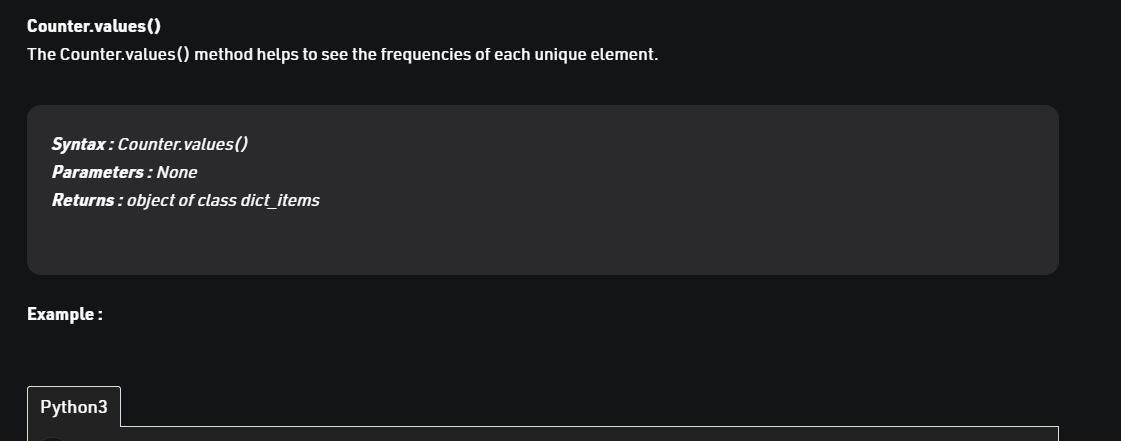 Counter.values()
The Counter.values() method helps to see the frequencies of each unique element.
Syntax : Counter.values()
Parameters : None
Returns : object of class dict_items
Example :
Python3